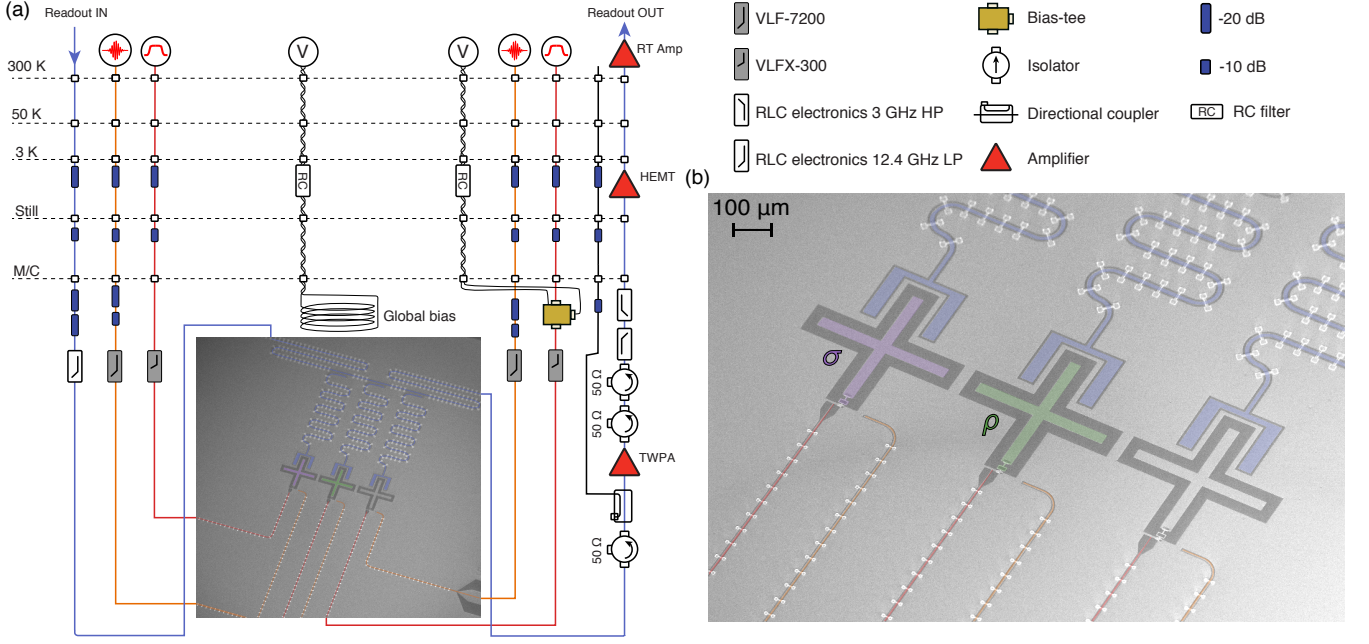 (a)
Readout IN
Readout OUT
V
V
RT Amp
300 K
50 K
3 K
RC
RC
HEMT
Still
M/C
Global bias
50 Ω
50 Ω
TWPA
50 Ω
VLF-7200
Bias-tee
-20 dB
VLFX-300
Isolator
-10 dB
RLC electronics 3 GHz HP
Directional coupler
RC
RC filter
RLC electronics 12.4 GHz LP
Amplifier
(b)
100 µm
σ
ρ